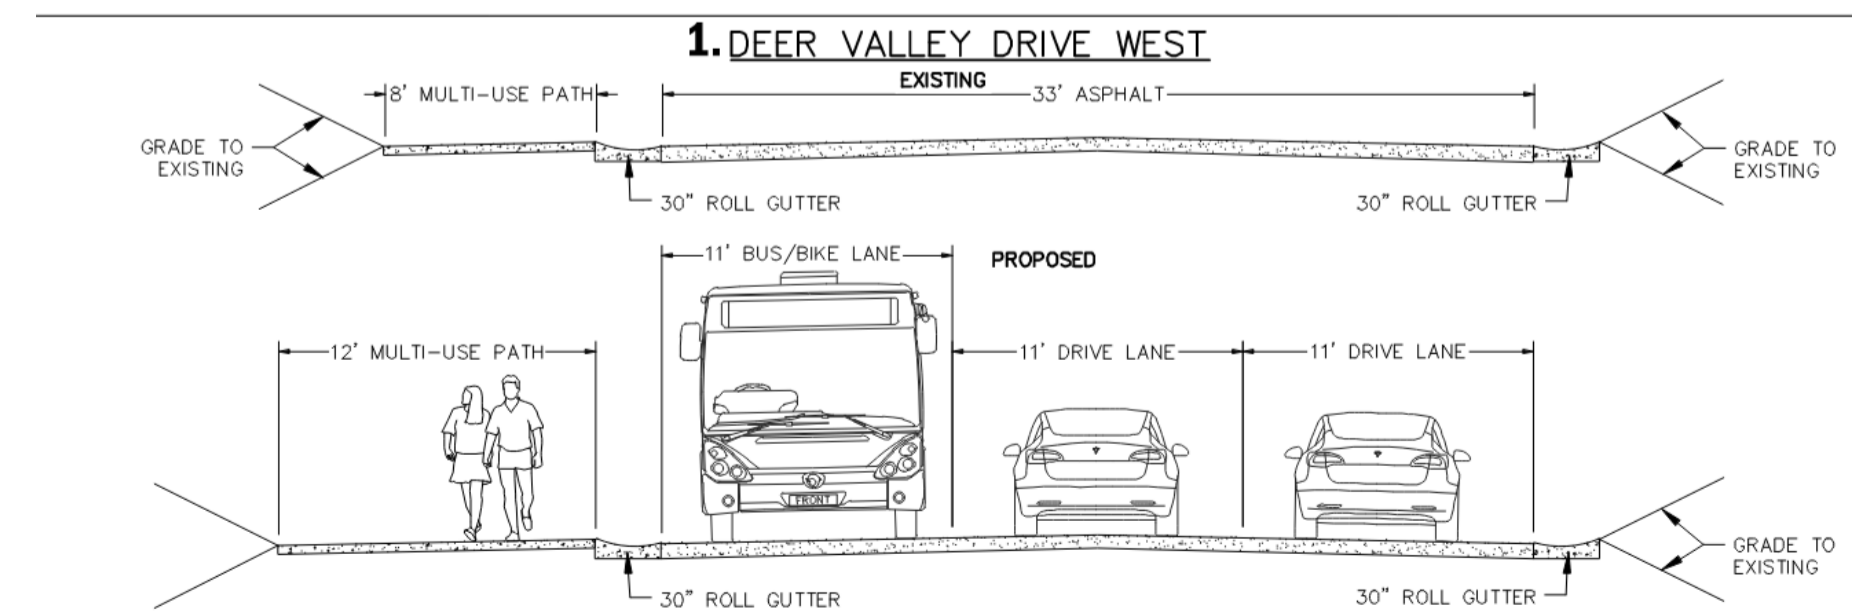 1. DEER VALLEY DRIVE WEST
EXISTING
8' MULTI-USE PATH
33' ASPHALT
GRADE TO
EXISTING
GRADE TO
EXISTING
30" ROLL GUTTER
30" ROLL GUTTER
11' BUS/BIKE LANE
PROPOSED
12' MULTI-USE PATH
11' DRIVE LANE
11' DRIVE LANE
FRONT
GRADE TO
EXISTING
30" ROLL GUTTER
30" ROLL GUTTER